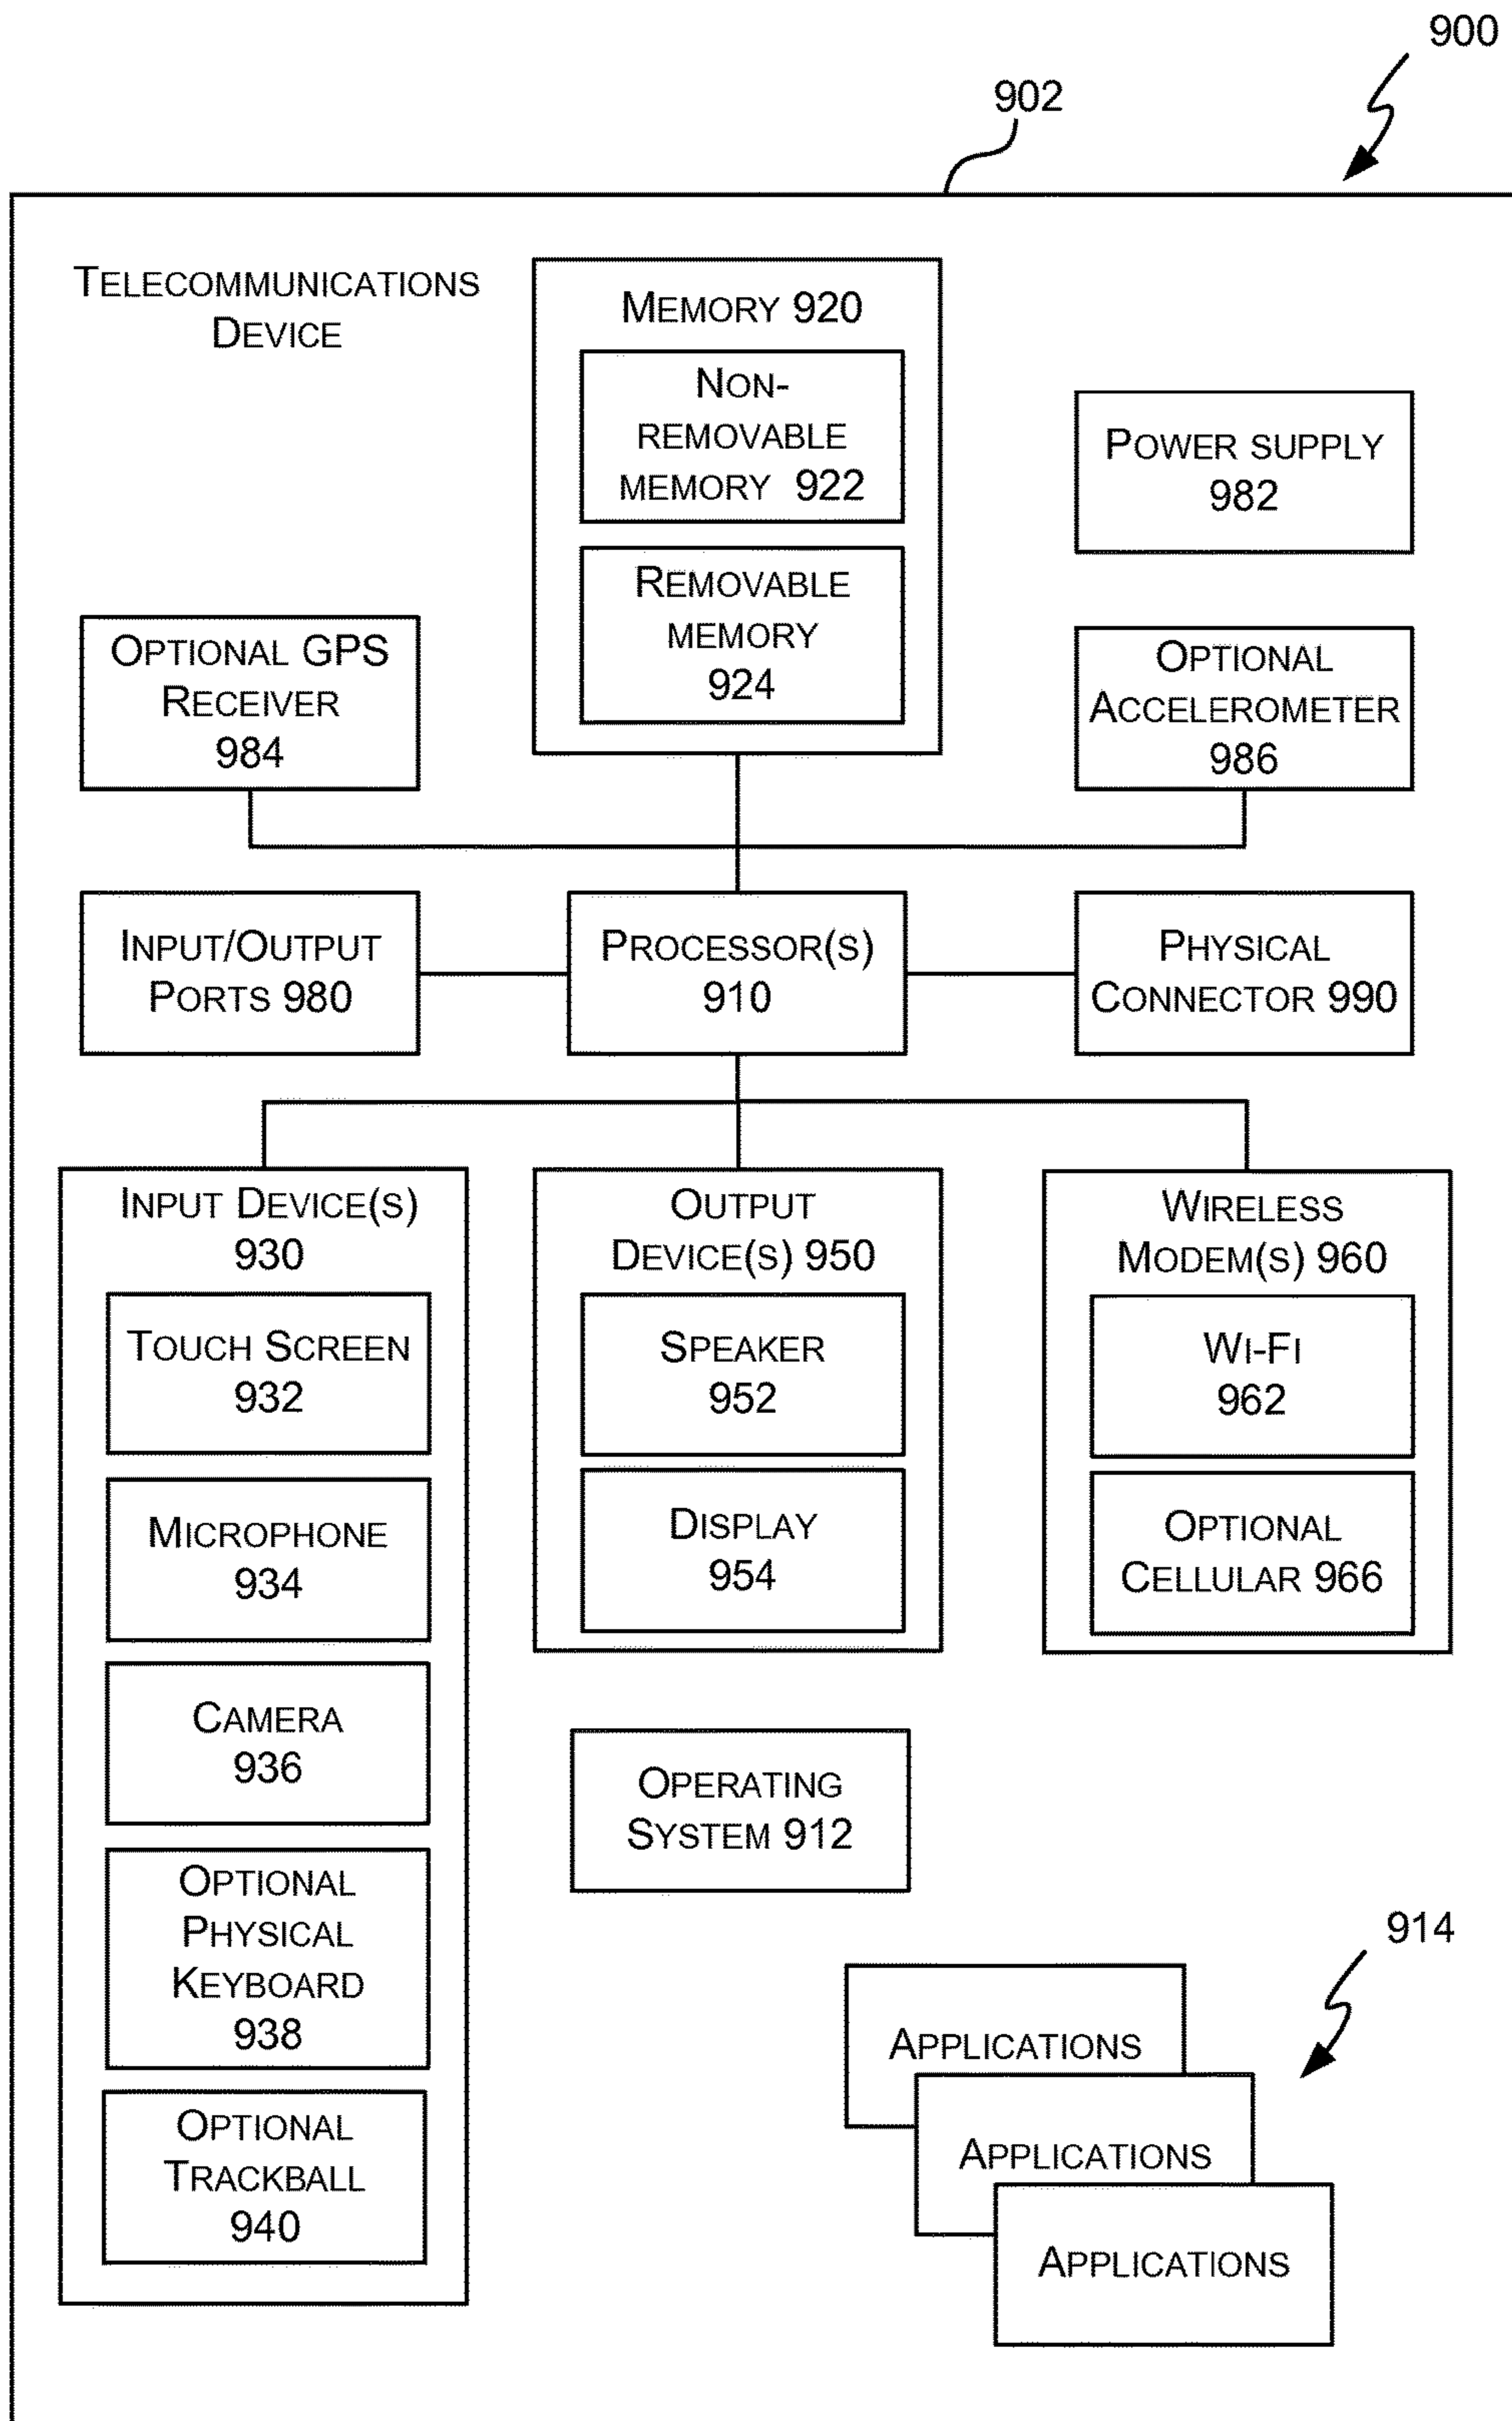 900
902
Telecommunications
Device
Memory 920
Non-
removable
memory 922
Removable
memory
924
Power supply
982
Optional GPS
Receiver
984
Optional
Accelerometer
986
Input/Output
Ports 980
Processor(s)
910
Physical
Connector 990
Input Device(s)
930
Touch Screen
932
Microphone
934
Camera
936
Optional
Physical
Keyboard
938
Optional
Trackball
940
Output
Device(s) 950
Speaker
952
Display
954
Wireless
Modem(s) 960
Wi-Fi
962
Optional
Cellular 966
Operating
System 912
914
Applications
Applications
Applications